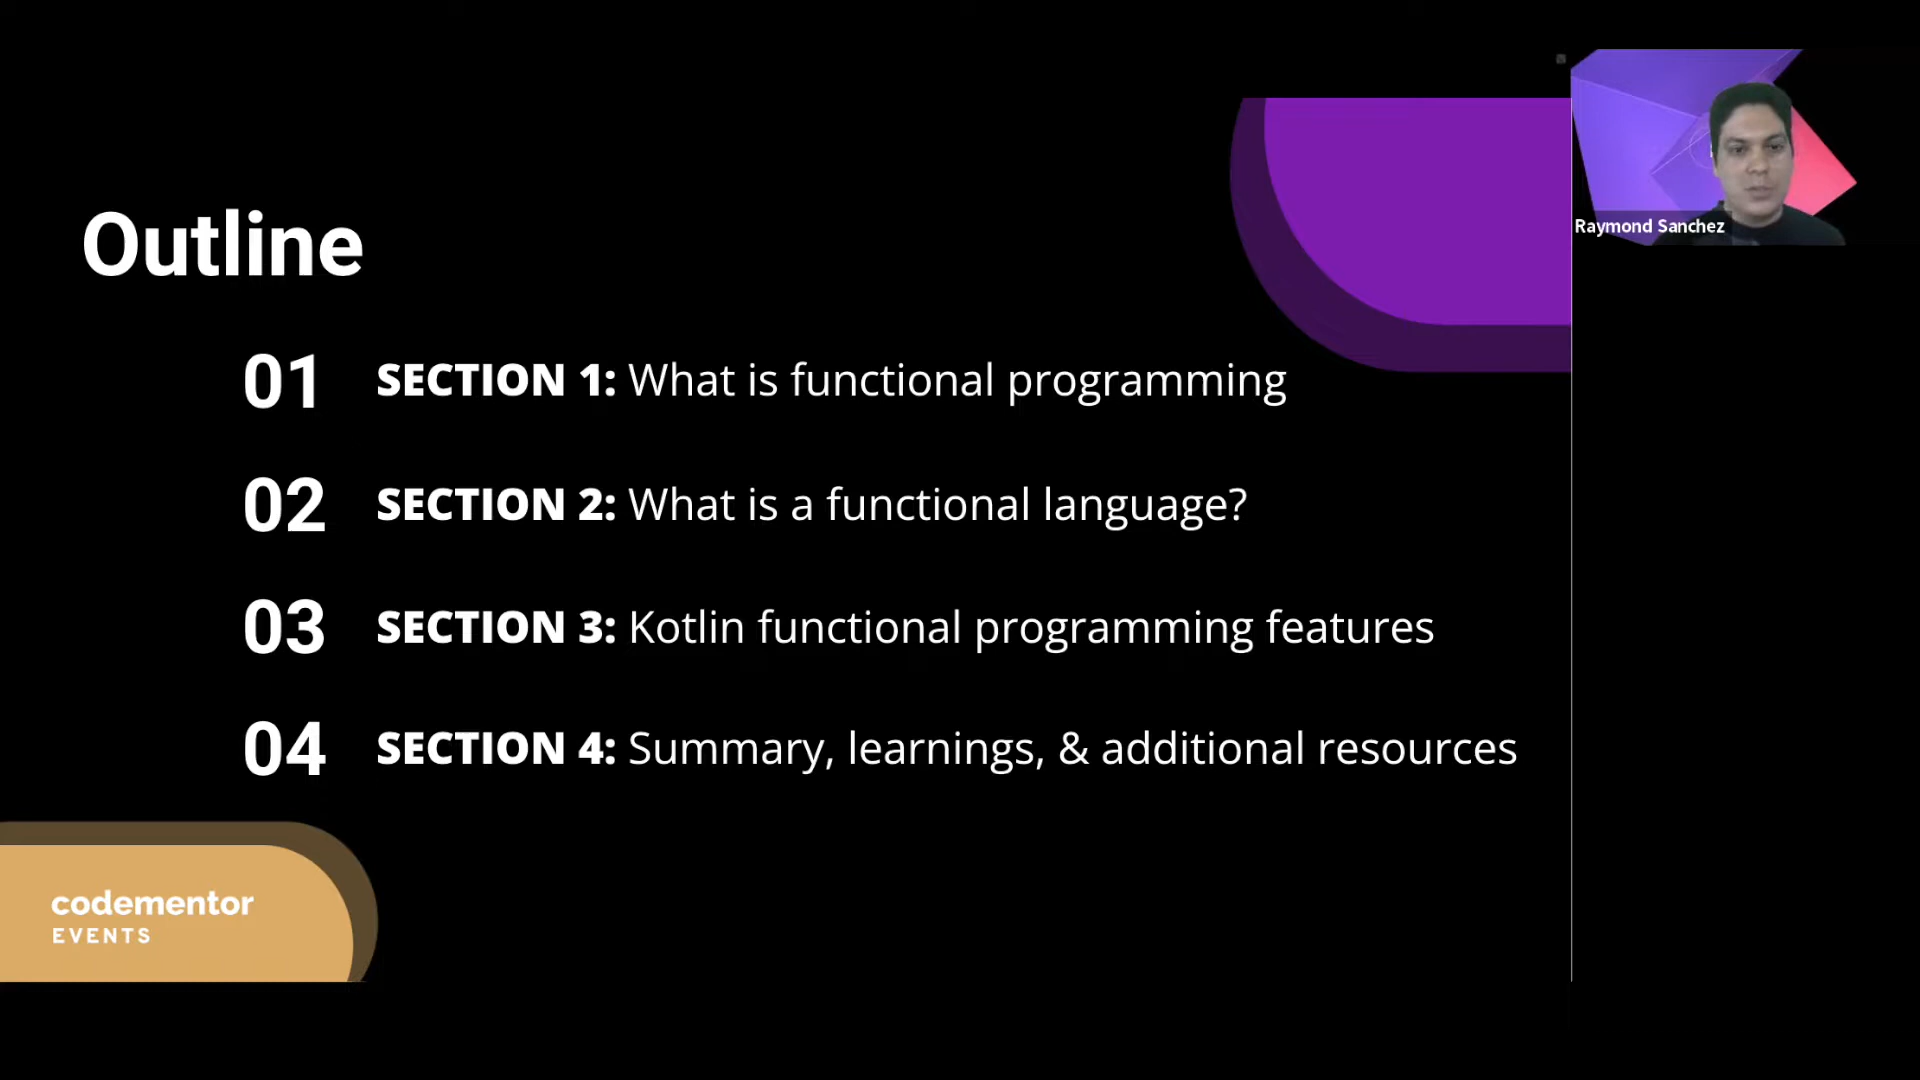 Outline
01 SECTION 1: What is functional programming
02 SECTION 2: What is a functional language?
03 SECTION 3: Kotlin functional programming features
04 SECTION 4: Summary, learnings, & additional resources
codementor
EVENTS
Raymond Sanchez